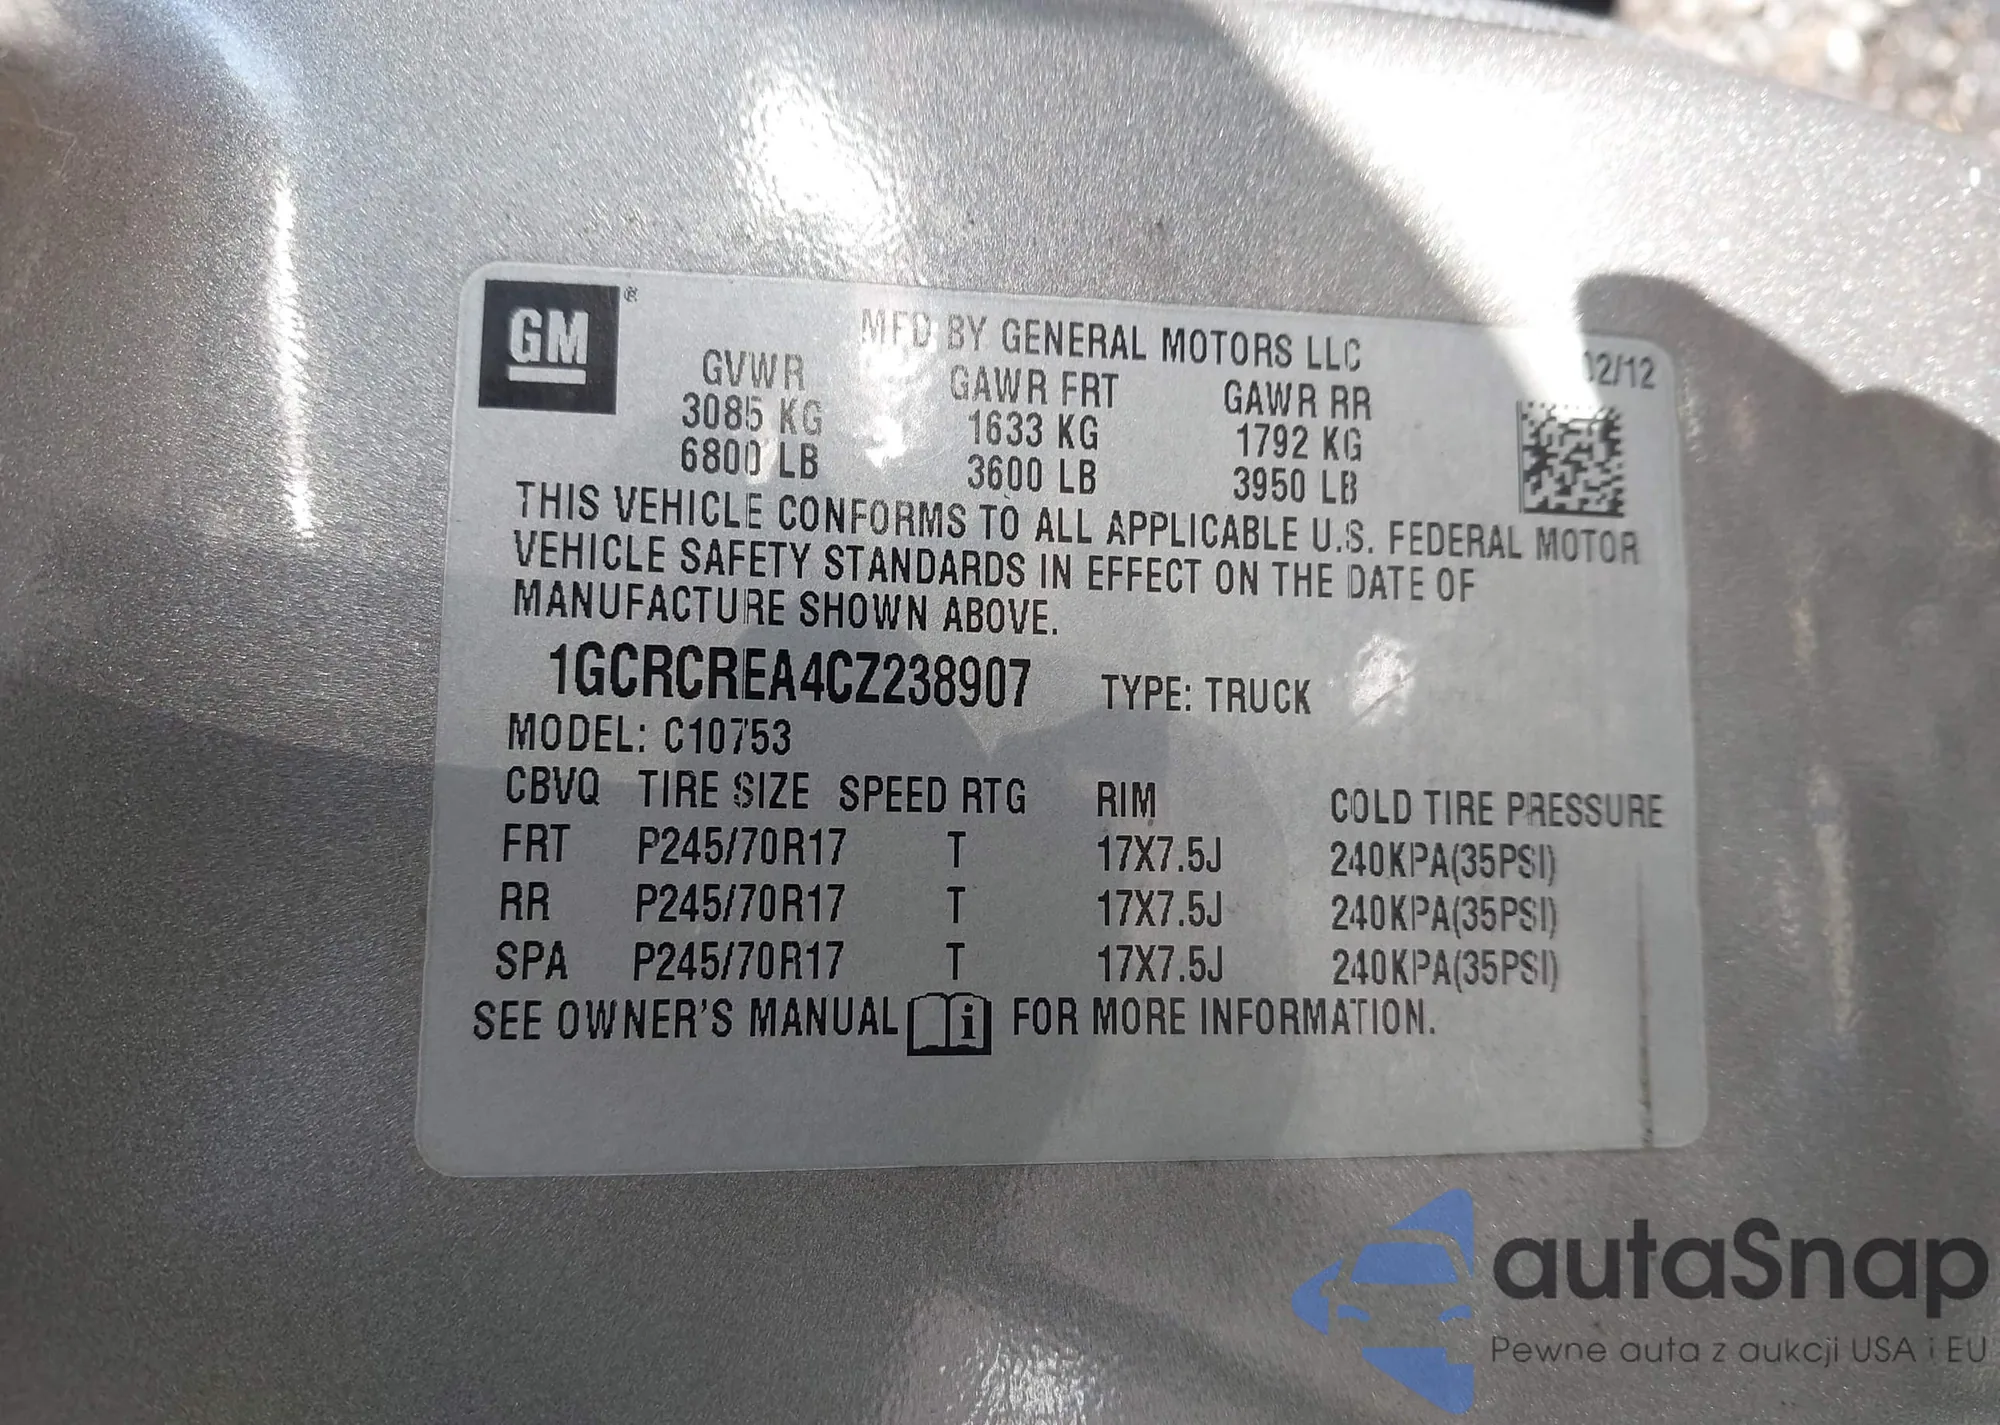 GM®
MFD BY GENERAL MOTORS LLC
02/12
GVWR GAWR FRT GAWR RR
3085 KG 1633 KG 1792 KG
6800 LB 3600 LB 3950 LB
THIS VEHICLE CONFORMS TO ALL APPLICABLE U.S. FEDERAL MOTOR
VEHICLE SAFETY STANDARDS IN EFFECT ON THE DATE OF
MANUFACTURE SHOWN ABOVE.
1GCRCREA4CZ238907 TYPE: TRUCK
MODEL: C10753
CBVQ TIRE SIZE SPEED RTG RIM COLD TIRE PRESSURE
FRT P245/70R17 T 17X7.5J 240KPA(35PSI)
RR P245/70R17 T 17X7.5J 240KPA(35PSI)
SPA P245/70R17 T 17X7.5J 240KPA(35PSI)
SEE OWNER'S MANUAL i FOR MORE INFORMATION.
autaSnap
Pewne auta z aukcji USA i EU